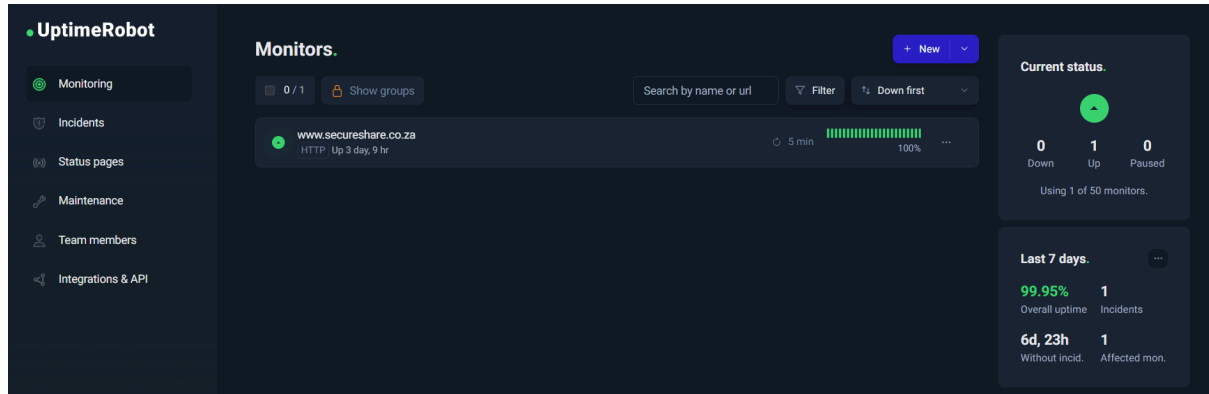 UptimeRobot
Monitoring
Incidents
Status pages
Maintenance
Team members
Integrations & API
Monitors.
+ New
0 / 1
Show groups
Search by name or url
Filter
Down first
www.secureshare.co.za
HTTP Up 3 day, 9 hr
5 min
100%
Current status.
0 1 0
Down Up Paused
Using 1 of 50 monitors.
Last 7 days.
99.95% 1
Overall uptime Incidents
6d, 23h 1
Without incid. Affected mon.